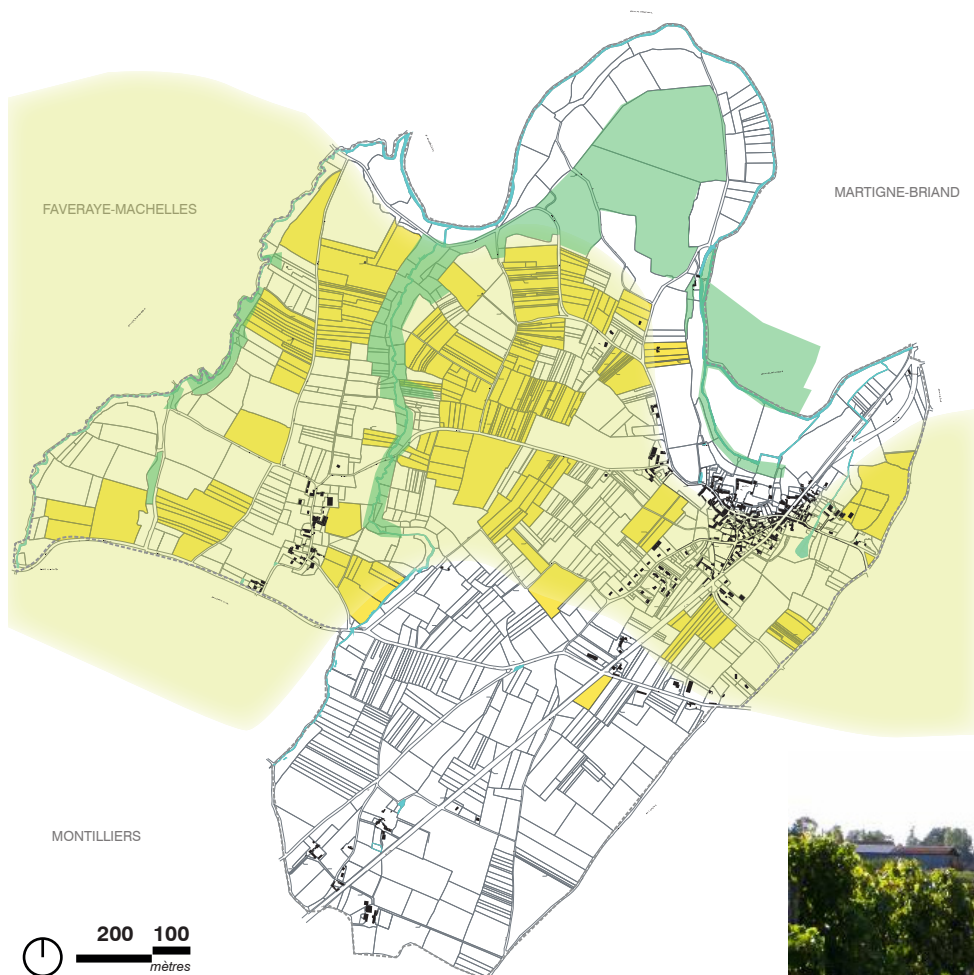 FAVERAYE-MACHELLES
MARTIGNE-BRIAND
MONTILLIERS
200 100
mètres